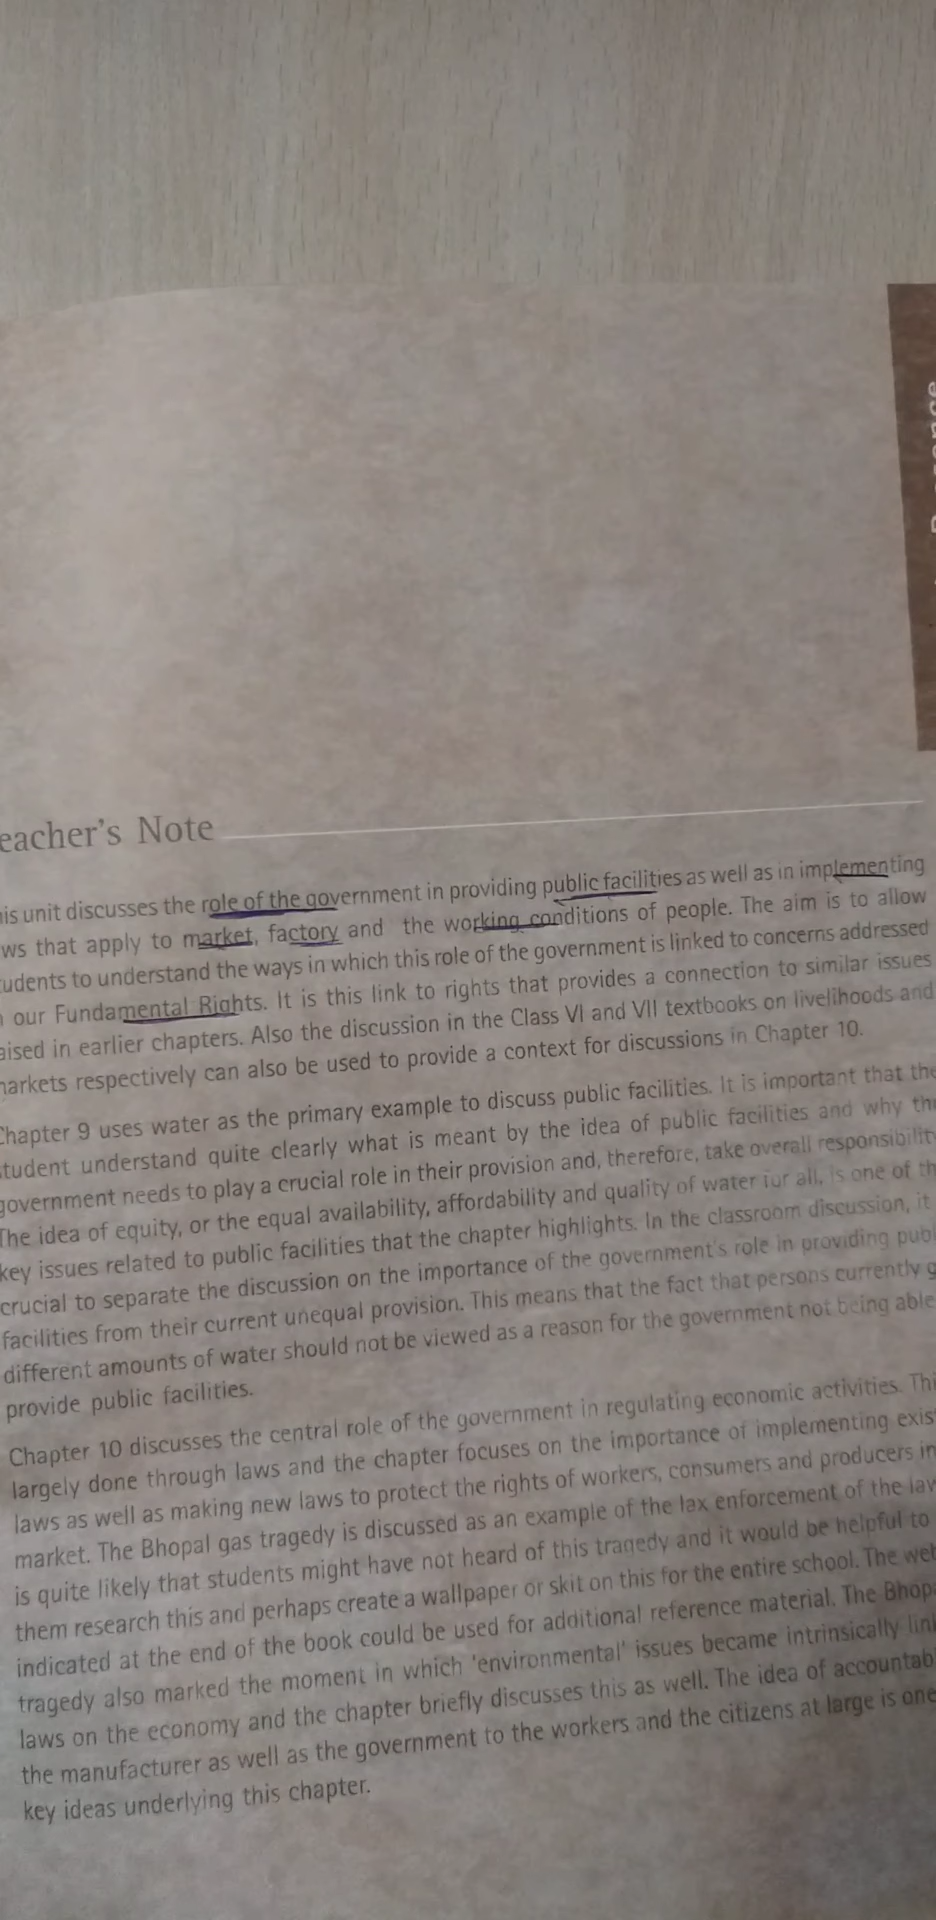 eacher's Note
is unit discusses the role of the government in providing public facilities as well as in implementing
ws that apply to market, factory and the working conditions of people. The aim is to allow
udents to understand the ways in which this role of the government is linked to concerns addressed
our Fundamental Rights. It is this link to rights that provides a connection to similar issues
aised in earlier chapters. Also the discussion in the Class VI and VII textbooks on livelihoods and
arkets respectively can also be used to provide a context for discussions in Chapter 10.
Chapter 9 uses water as the primary example to discuss public facilities. It is important that the
tudent understand quite clearly what is meant by the idea of public facilities and why the
government needs to play a crucial role in their provision and, therefore, take overall responsibility
The idea of equity, or the equal availability, affordability and quality of water for all, is one of th
key issues related to public facilities that the chapter highlights. In the classroom discussion, it
crucial to separate the discussion on the importance of the government's role in providing publ
facilities from their current unequal provision. This means that the fact that persons currently g
different amounts of water should not be viewed as a reason for the government not being able
provide public facilities.
Chapter 10 discusses the central role of the government in regulating economic activities. Thi
largely done through laws and the chapter focuses on the importance of implementing exis
laws as well as making new laws to protect the rights of workers, consumers and producers in
market. The Bhopal gas tragedy is discussed as an example of the lax enforcement of the law
is quite likely that students might have not heard of this tragedy and it would be helpful to
them research this and perhaps create a wallpaper or skit on this for the entire school. The web
indicated at the end of the book could be used for additional reference material. The Bhop
tragedy also marked the moment in which 'environmental' issues became intrinsically lin
laws on the economy and the chapter briefly discusses this as well. The idea of accountab
the manufacturer as well as the government to the workers and the citizens at large is one
key ideas underlying this chapter.